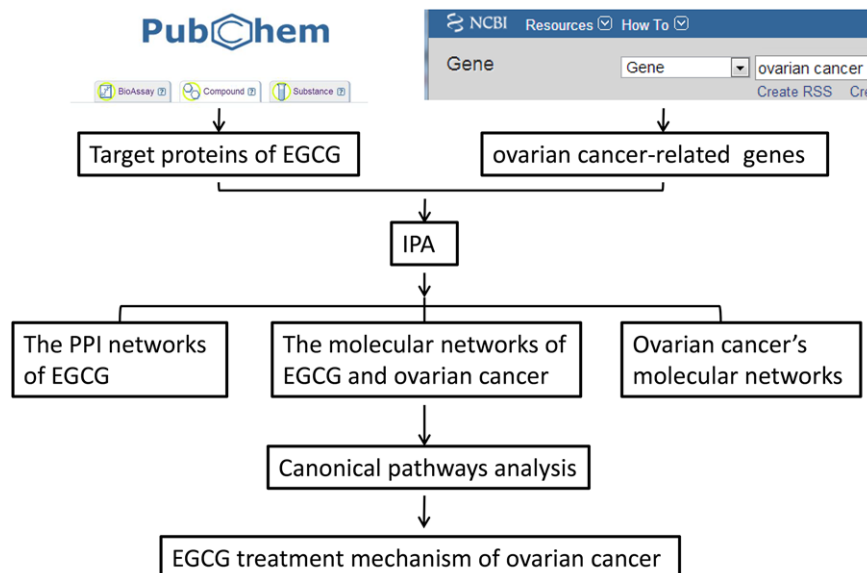 PubChem
BioAssay ?
Compound ?
Substance ?
NCBI Resources How To
Gene
Gene
ovarian cancer
Create RSS Cre
Target proteins of EGCG
ovarian cancer-related genes
IPA
The PPI networks
of EGCG
The molecular networks of
EGCG and ovarian cancer
Ovarian cancer’s
molecular networks
Canonical pathways analysis
EGCG treatment mechanism of ovarian cancer